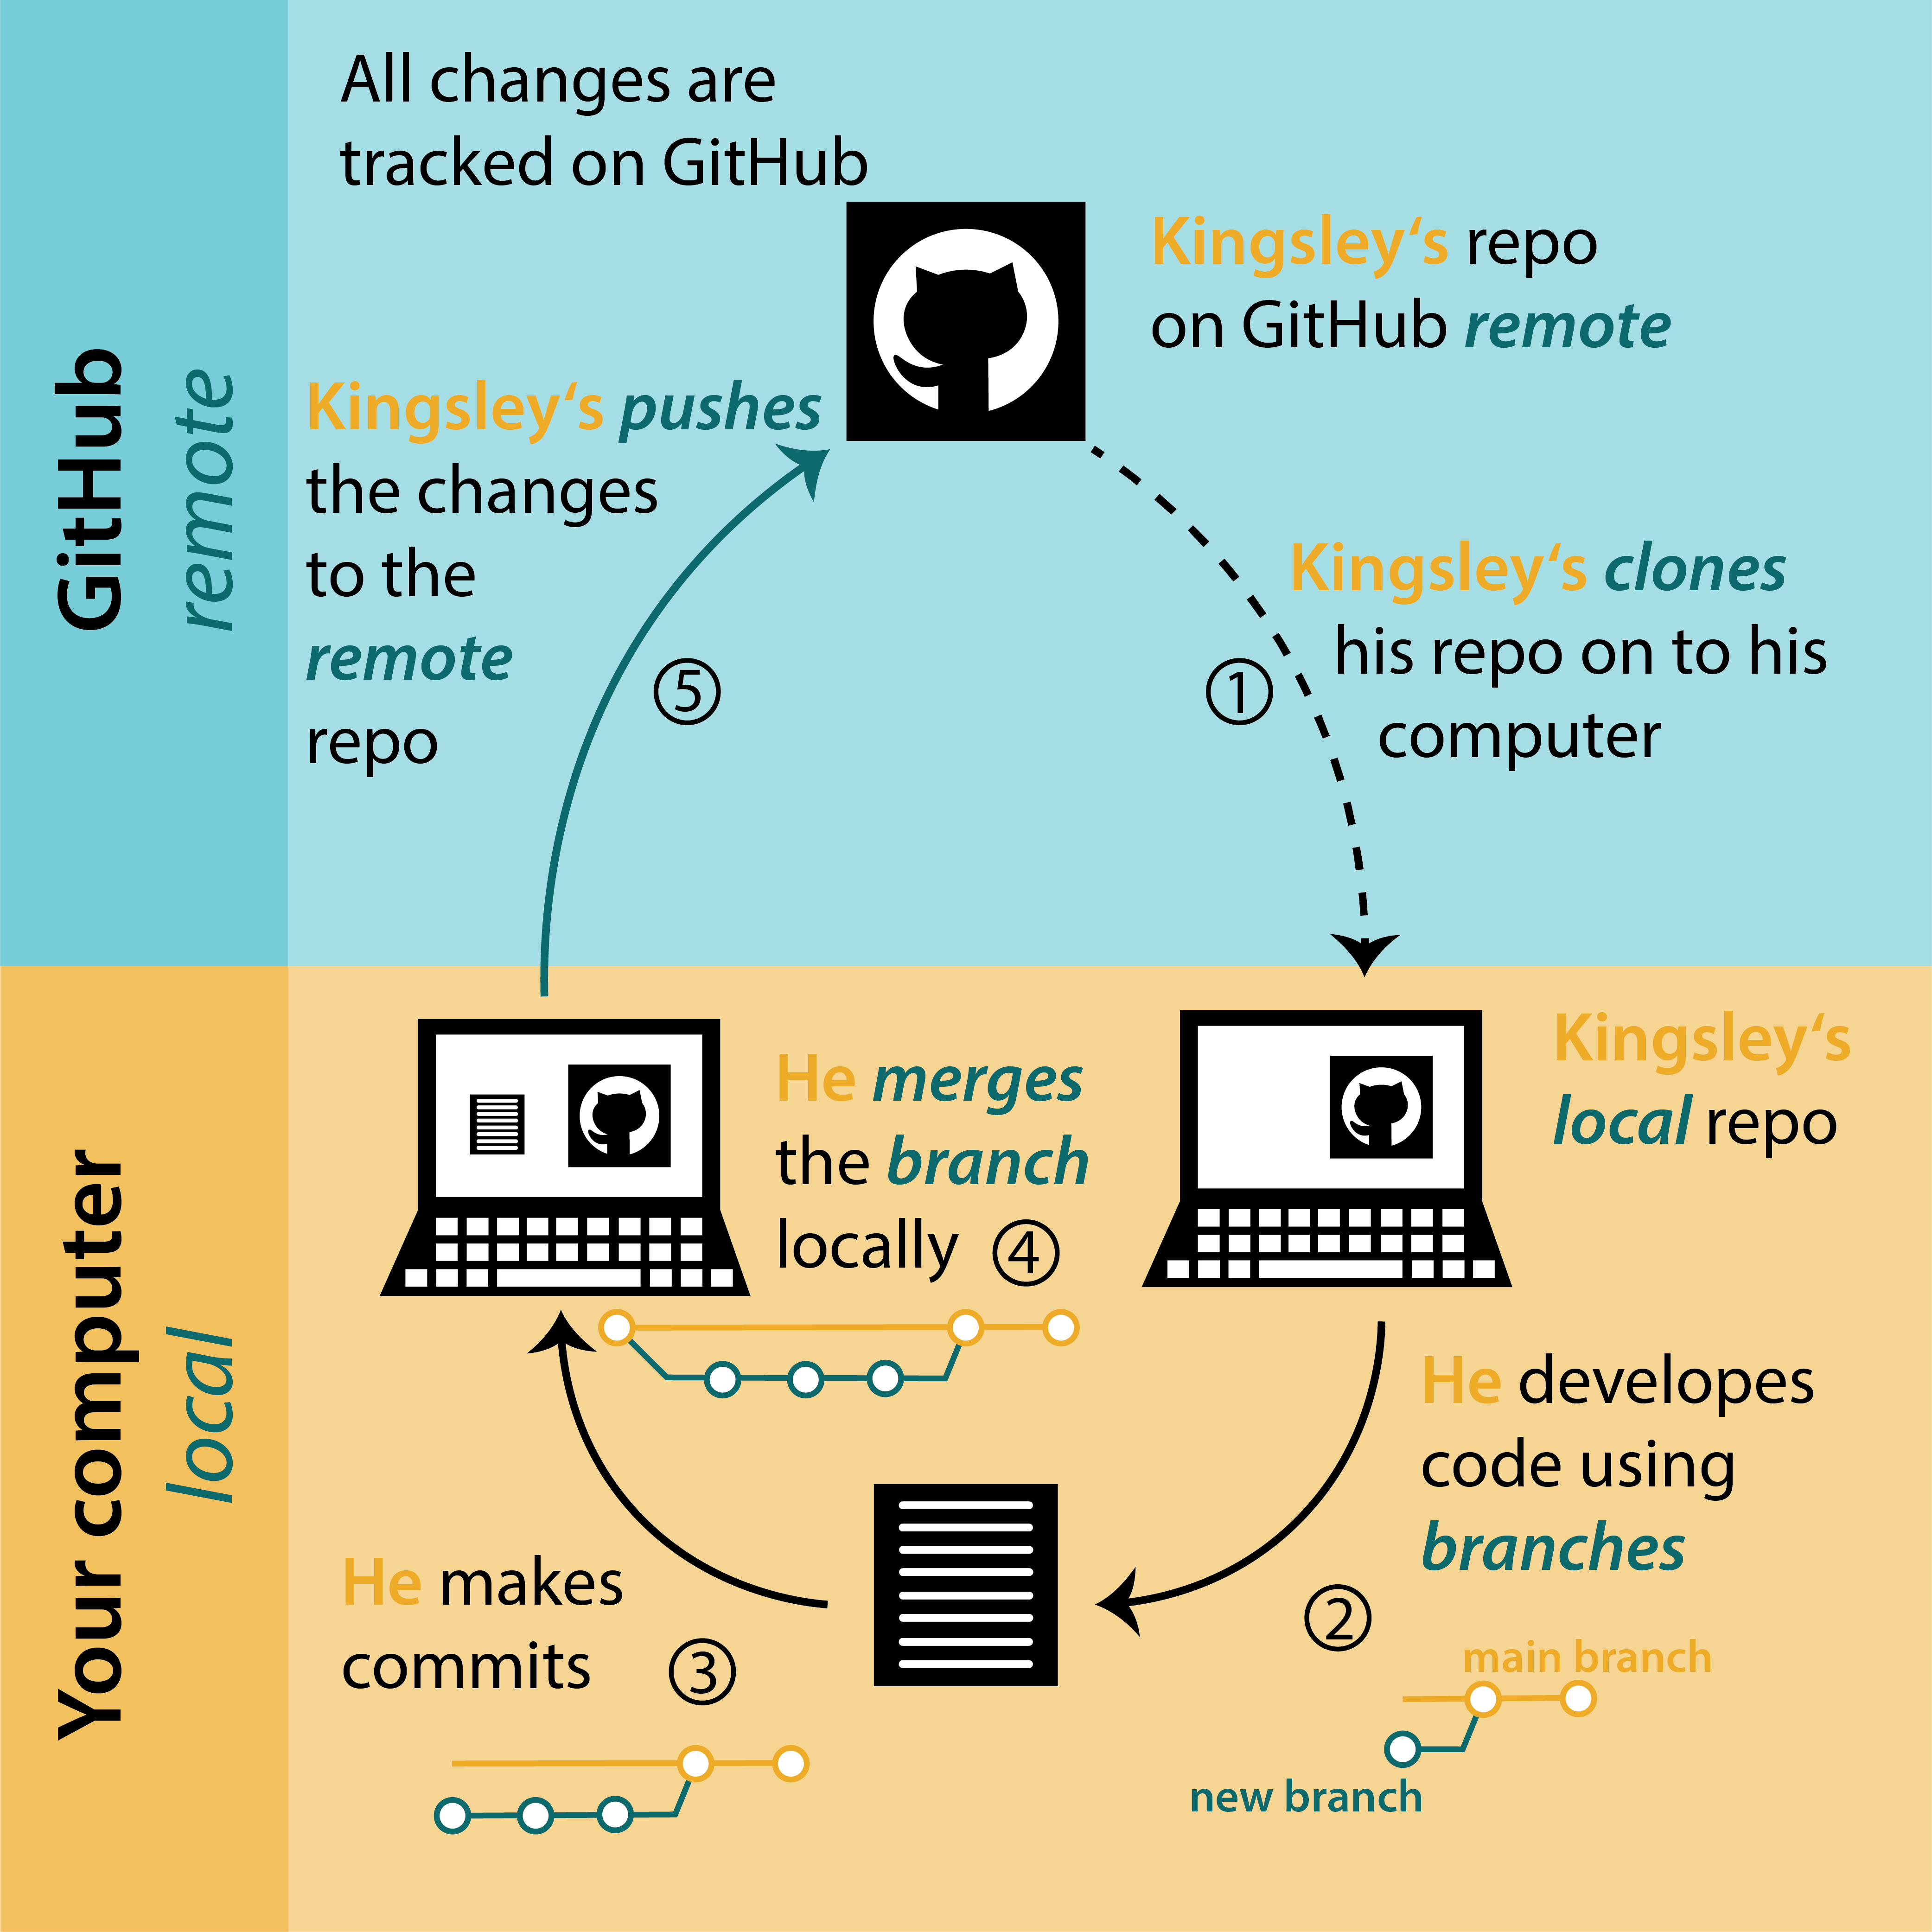 All changes are
tracked on GitHub
Kingsley‘s repo
on GitHub remote
GitHub
remote
Kingsley‘s pushes
the changes
to the
remote
repo
5
Kingsley‘s clones
his repo on to his
computer
1
Your computer
local
Kingsley‘s
local repo
He developes
code using
branches
2
main branch
new branch
He makes
commits
3
He merges
the branch
locally
4